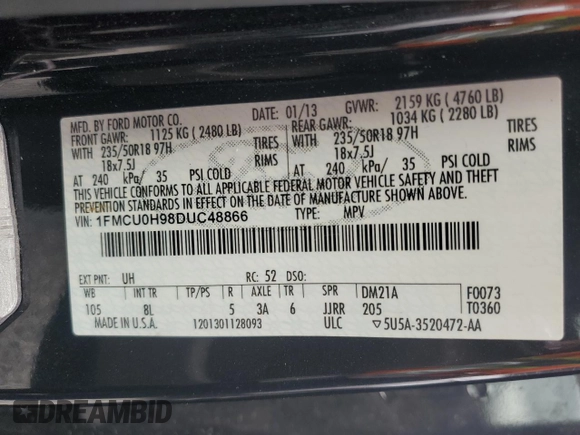 MFD. BY FORD MOTOR CO.
DATE: 01/13 GVWR: 2159 KG ( 4760 LB)
FRONT GAWR: 1125 KG ( 2480 LB)
REAR GAWR: 1034 KG ( 2280 LB)
WITH 235/50R18 97H TIRES
WITH 235/50R18 97H TIRES
18x7.5J RIMS
18x7.5J RIMS
AT 240 kPa/ 35 PSI COLD
AT 240 kPa/ 35 PSI COLD
THIS VEHICLE CONFORMS TO ALL APPLICABLE FEDERAL MOTOR VEHICLE SAFETY AND THEFT
PREVENTION STANDARDS IN EFFECT ON THE DATE OF MANUFACTURE SHOWN ABOVE.
VIN: 1FMCU0H98DUC48866 TYPE: MPV
F0073
T0360
EXT PNT: UH RC: 52 DSO:
WB INT TR TP/PS R AXLE TR SPR DM21A
105 8L 5 3A 6 JJRR 205
MADE IN U.S.A. 1201301128093 ULC 5U5A-3520472-AA
DREAMBID